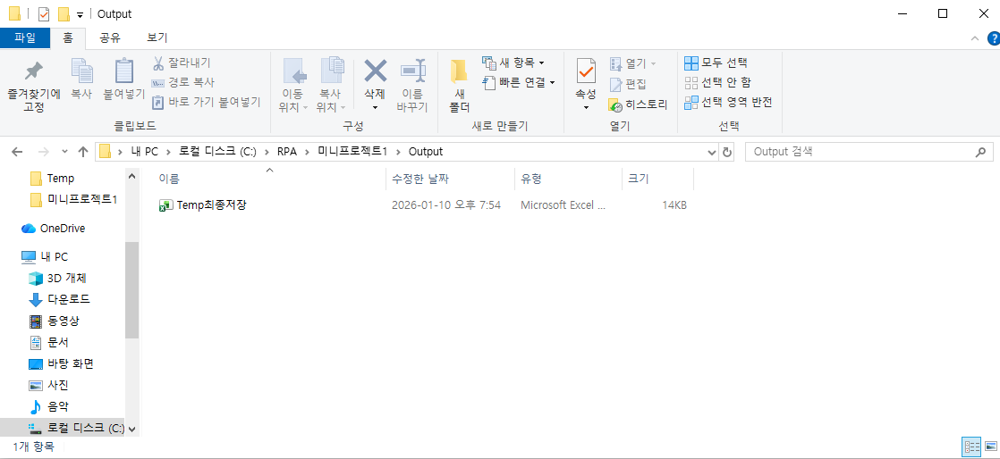 Output
파일 홈 공유 보기
즐겨찾기에 고정
복사
붙여넣기
잘라내기
경로 복사
바로 가기 붙여넣기
클립보드
이동 위치
복사 위치
삭제
이름 바꾸기
구성
새 폴더
새 항목
빠른 연결
새로 만들기
속성
열기
편집
히스토리
열기
모두 선택
선택 안 함
선택 영역 반전
선택
내 PC > 로컬 디스크 (C:) > RPA > 미니프로젝트1 > Output
Output 검색
Temp
미니프로젝트1
OneDrive
내 PC
3D 개체
다운로드
동영상
문서
바탕 화면
사진
음악
로컬 디스크 (C:)
이름 수정한 날짜 유형 크기
Temp최종저장 2026-01-10 오후 7:54 Microsoft Excel ... 14KB
1개 항목